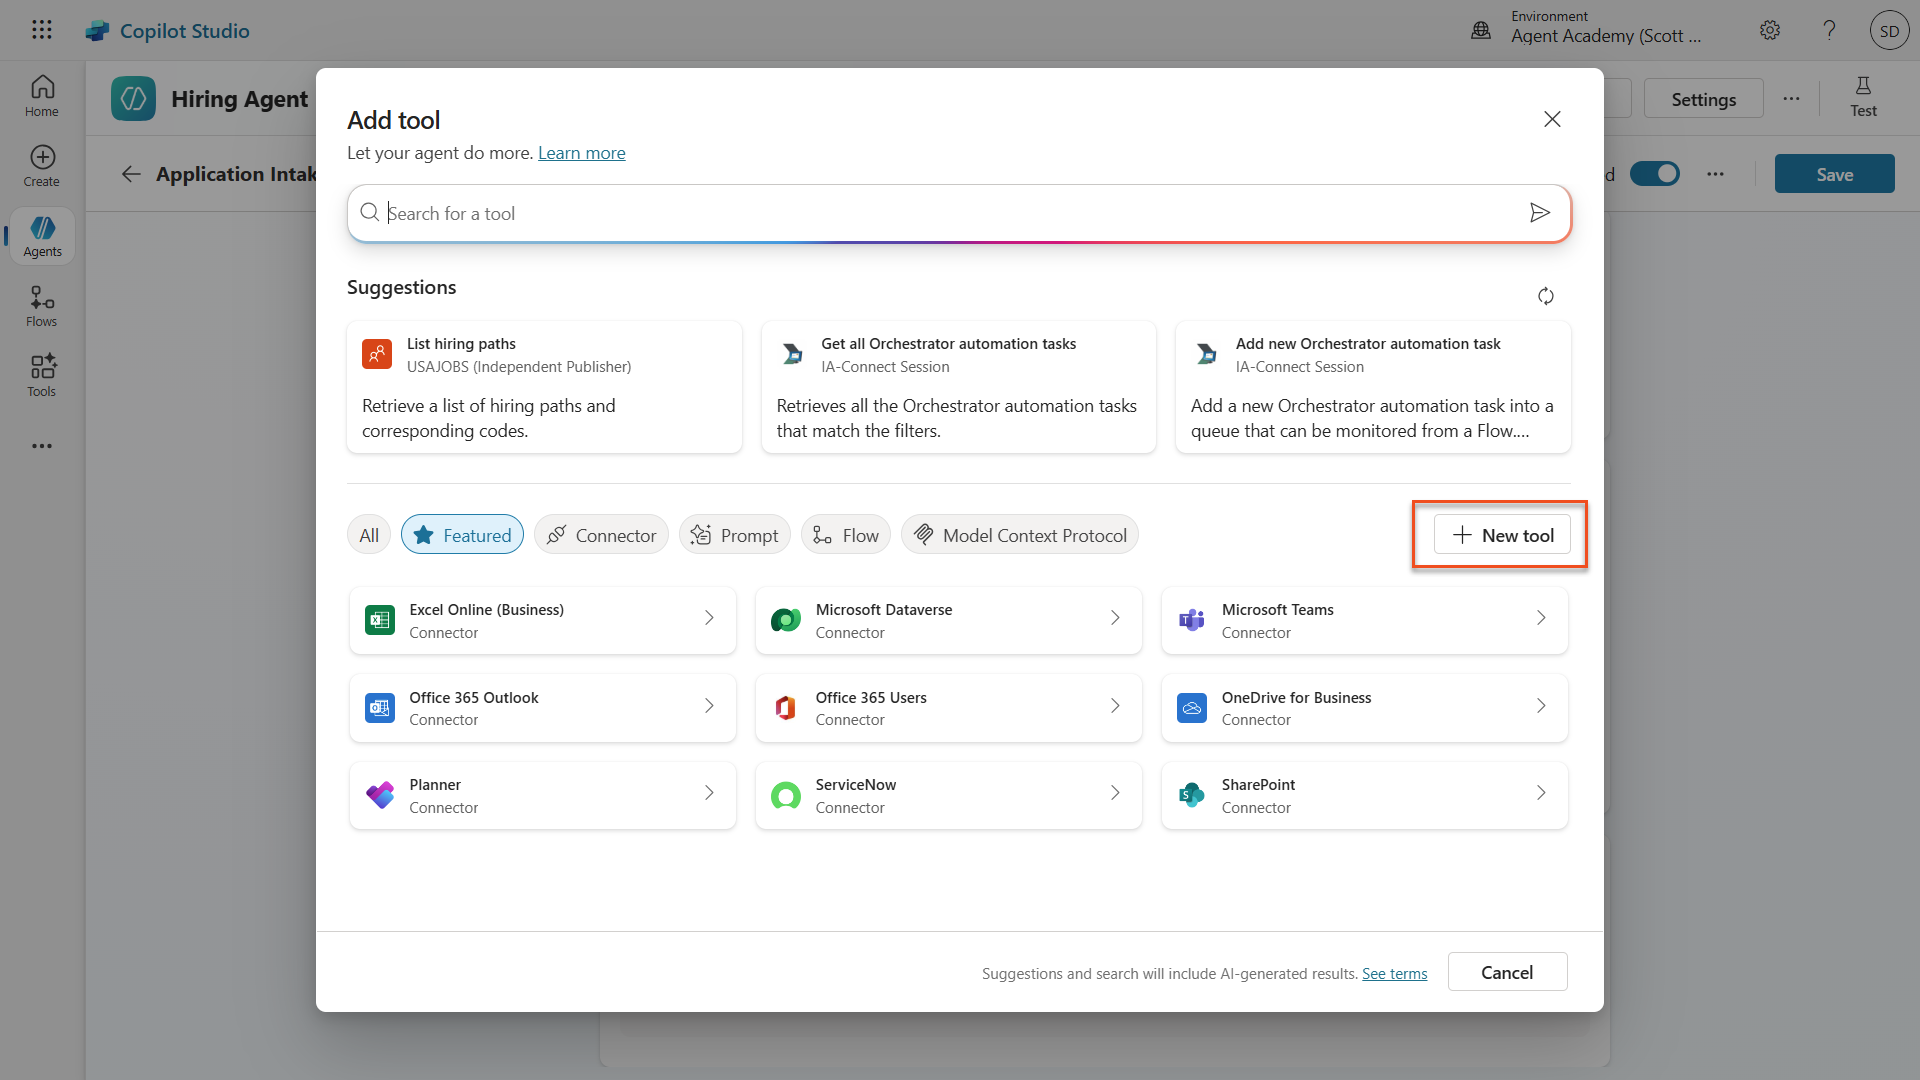 Copilot Studio
Environment
Agent Academy (Scott ...
SD
Home
Create
Agents
Flows
Tools
Hiring Agent
Settings
Test
Application Intak
d
Save
Add tool
Let your agent do more. Learn more
Search for a tool
Suggestions
List hiring paths
USAJOBS (Independent Publisher)
Retrieve a list of hiring paths and
corresponding codes.
Get all Orchestrator automation tasks
IA-Connect Session
Retrieves all the Orchestrator automation tasks
that match the filters.
Add new Orchestrator automation task
IA-Connect Session
Add a new Orchestrator automation task into a
queue that can be monitored from a Flow....
All
Featured
Connector
Prompt
Flow
Model Context Protocol
New tool
Excel Online (Business)
Connector
Microsoft Dataverse
Connector
Microsoft Teams
Connector
Office 365 Outlook
Connector
Office 365 Users
Connector
OneDrive for Business
Connector
Planner
Connector
ServiceNow
Connector
SharePoint
Connector
Suggestions and search will include AI-generated results. See terms
Cancel